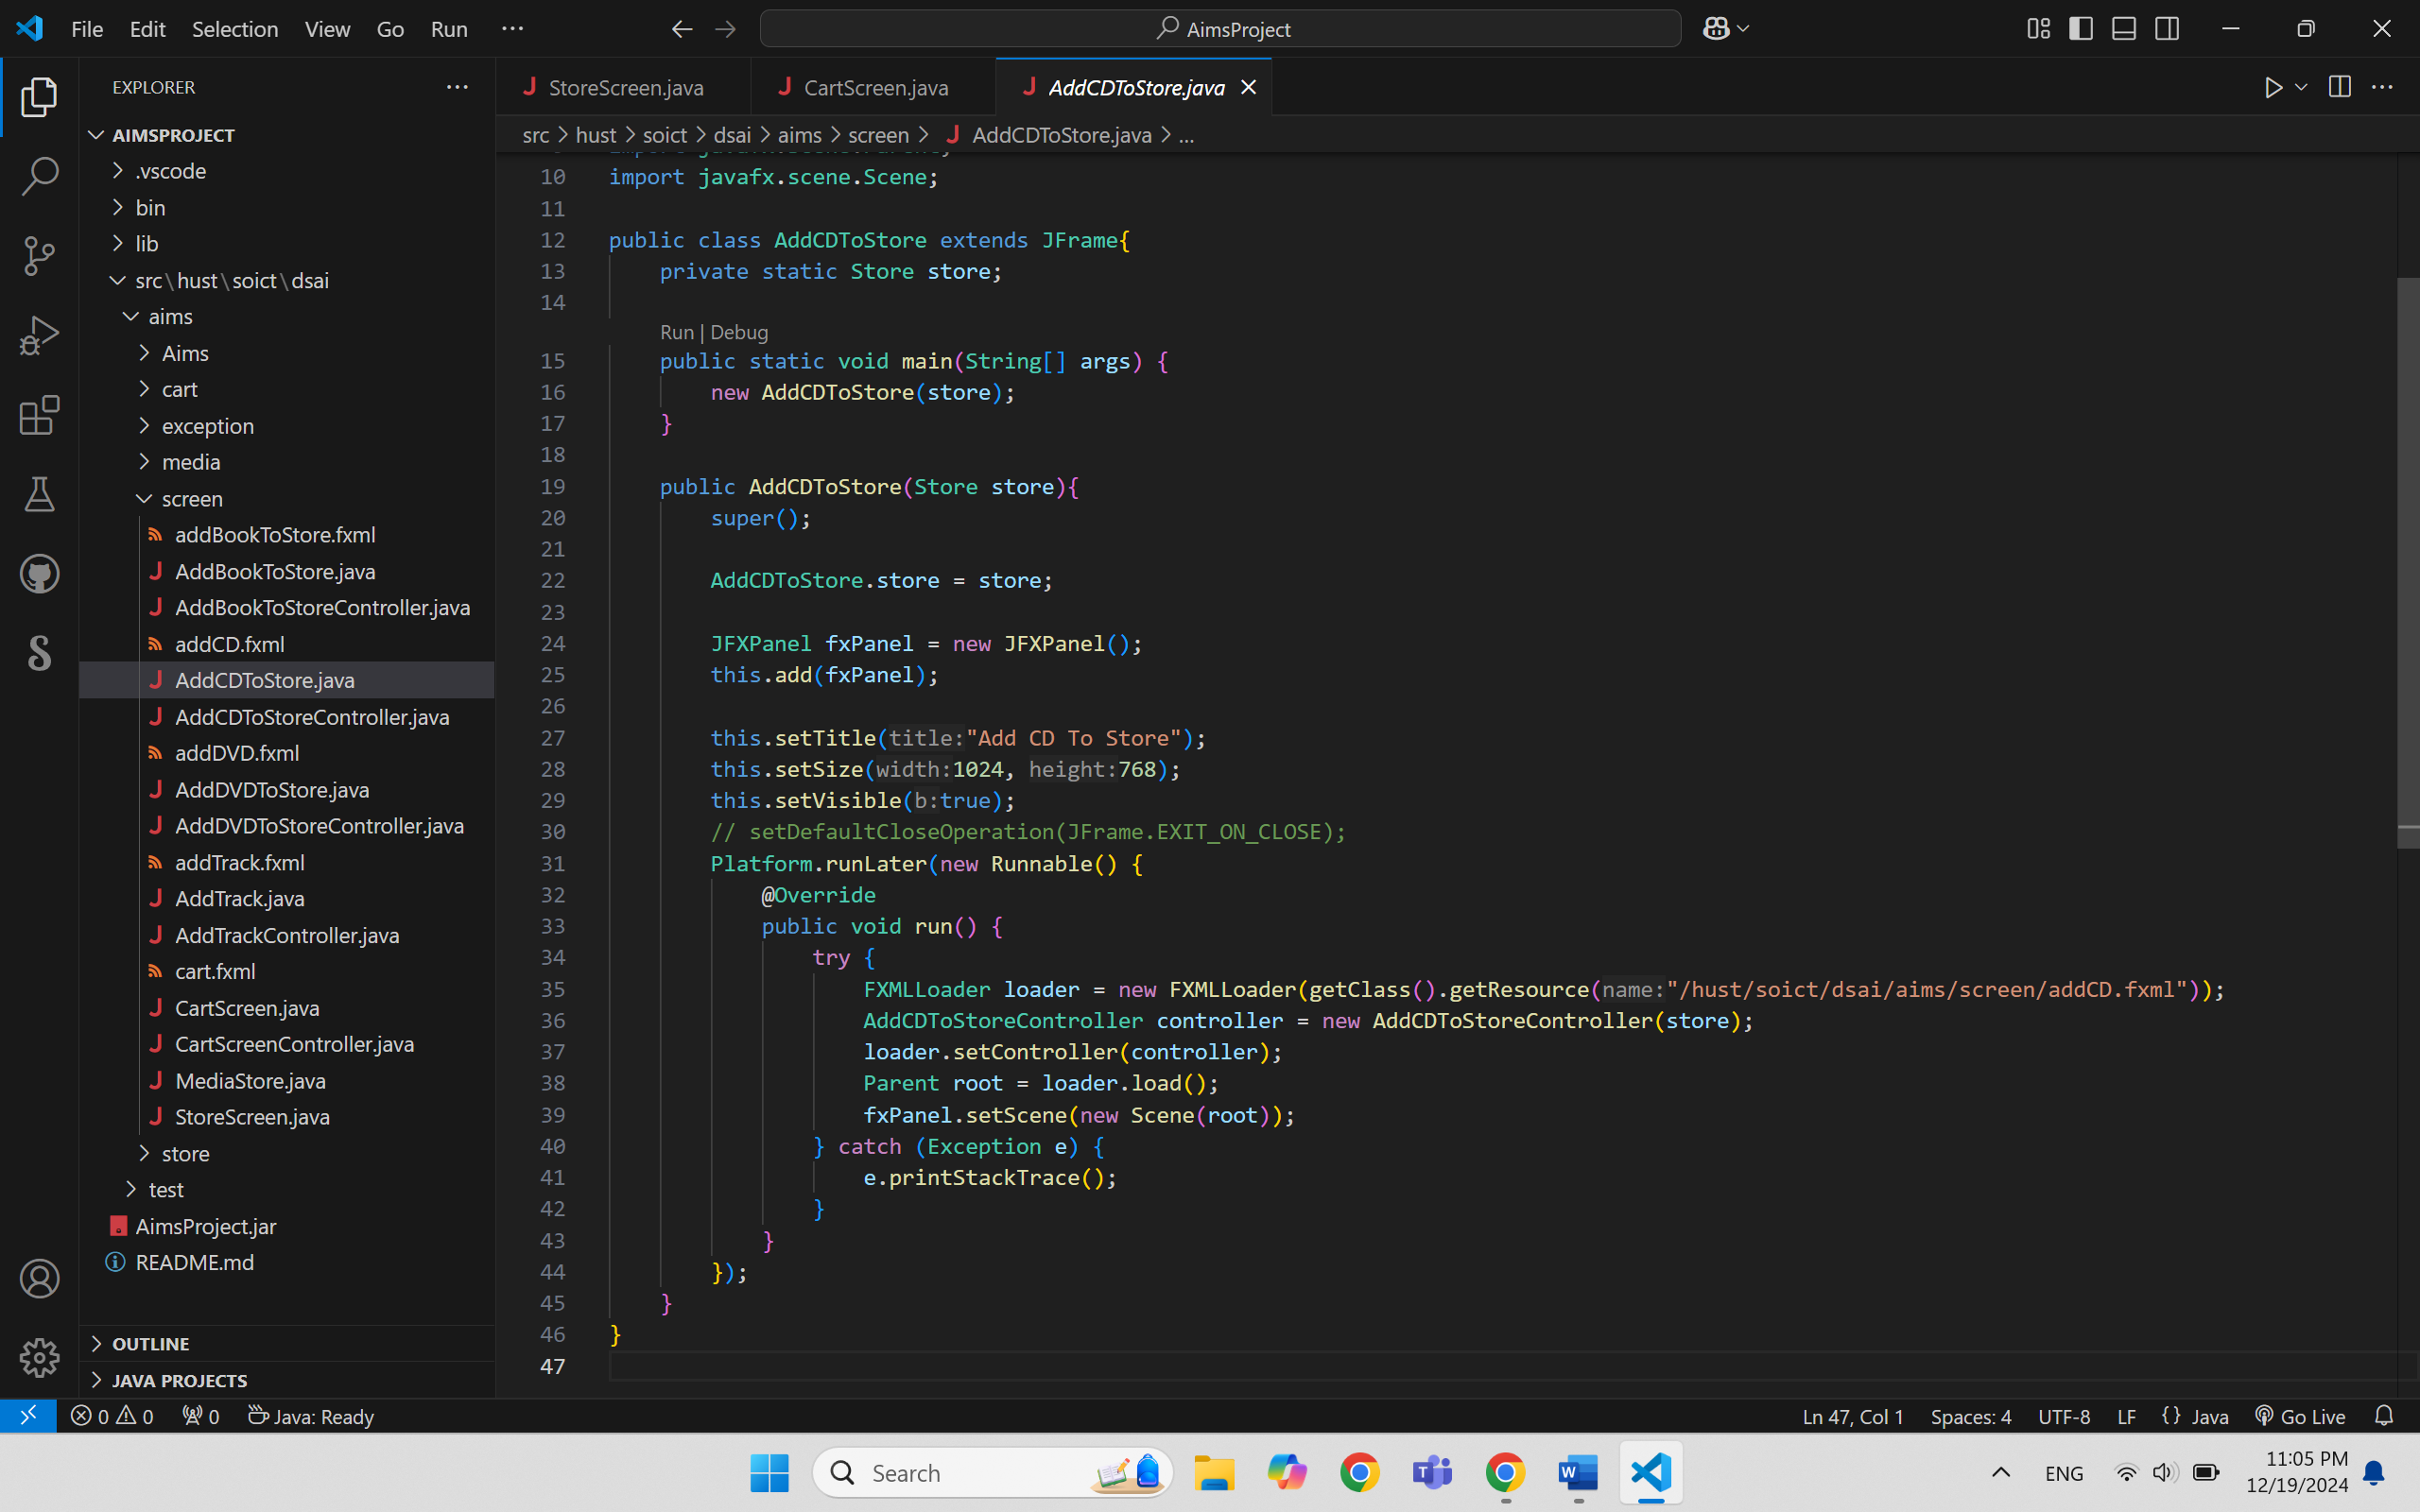 File Edit Selection View Go Run ···
AimsProject
EXPLORER
AIMSPROJECT
.vscode
bin
lib
src\hust\soict\dsai
aims
Aims
cart
exception
media
screen
addBookToStore.fxml
AddBookToStore.java
AddBookToStoreController.java
addCD.fxml
AddCDToStore.java
AddCDToStoreController.java
addDVD.fxml
AddDVDToStore.java
AddDVDToStoreController.java
addTrack.fxml
AddTrack.java
AddTrackController.java
cart.fxml
CartScreen.java
CartScreenController.java
MediaStore.java
StoreScreen.java
store
test
AimsProject.jar
README.md
OUTLINE
JAVA PROJECTS
StoreScreen.java CartScreen.java AddCDToStore.java
src > hust > soict > dsai > aims > screen > AddCDToStore.java > ...
10 import javafx.scene.Scene;
11
12 public class AddCDToStore extends JFrame{
13 private static Store store;
14
Run | Debug
15 public static void main(String[] args) {
16 new AddCDToStore(store);
17 }
18
19 public AddCDToStore(Store store){
20 super();
21
22 AddCDToStore.store = store;
23
24 JFXPanel fxPanel = new JFXPanel();
25 this.add(fxPanel);
26
27 this.setTitle(title:"Add CD To Store");
28 this.setSize(width:1024, height:768);
29 this.setVisible(b:true);
30 // setDefaultCloseOperation(JFrame.EXIT_ON_CLOSE);
31 Platform.runLater(new Runnable() {
32 @Override
33 public void run() {
34 try {
35 FXMLLoader loader = new FXMLLoader(getClass().getResource(name:"/hust/soict/dsai/aims/screen/addCD.fxml"));
36 AddCDToStoreController controller = new AddCDToStoreController(store);
37 loader.setController(controller);
38 Parent root = loader.load();
39 fxPanel.setScene(new Scene(root));
40 } catch (Exception e) {
41 e.printStackTrace();
42 }
43 }
44 });
45 }
46 }
47
0 0 0 Java: Ready
Ln 47, Col 1 Spaces: 4 UTF-8 LF {} Java Go Live
Search
ENG
11:05 PM
12/19/2024